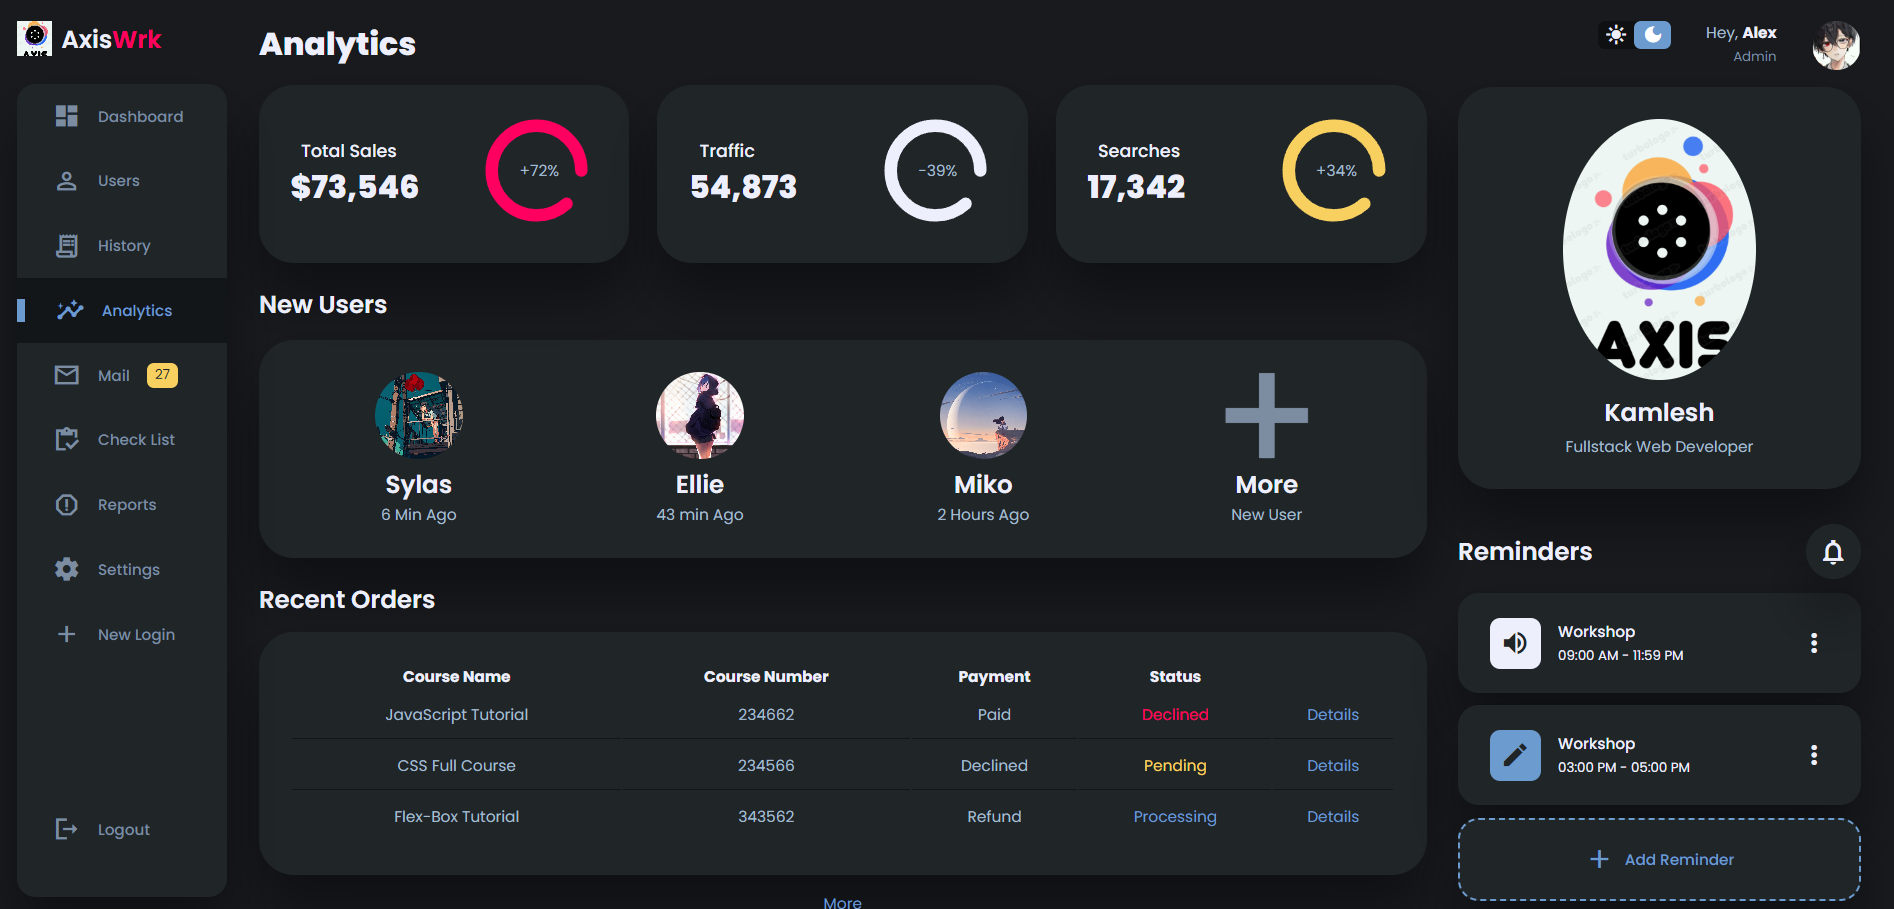 AXIS
AxisWrk
Analytics
Hey, Alex
Admin
Dashboard
Users
History
Analytics
Mail 27
Check List
Reports
Settings
New Login
Logout
Total Sales
$73,546
+72%
Traffic
54,873
-39%
Searches
17,342
+34%
New Users
Sylas
6 Min Ago
Ellie
43 min Ago
Miko
2 Hours Ago
More
New User
Recent Orders
Course Name Course Number Payment Status
JavaScript Tutorial 234662 Paid Declined Details
CSS Full Course 234566 Declined Pending Details
Flex-Box Tutorial 343562 Refund Processing Details
More
AXIS
Kamlesh
Fullstack Web Developer
Reminders
Workshop
09:00 AM - 11:59 PM
Workshop
03:00 PM - 05:00 PM
Add Reminder